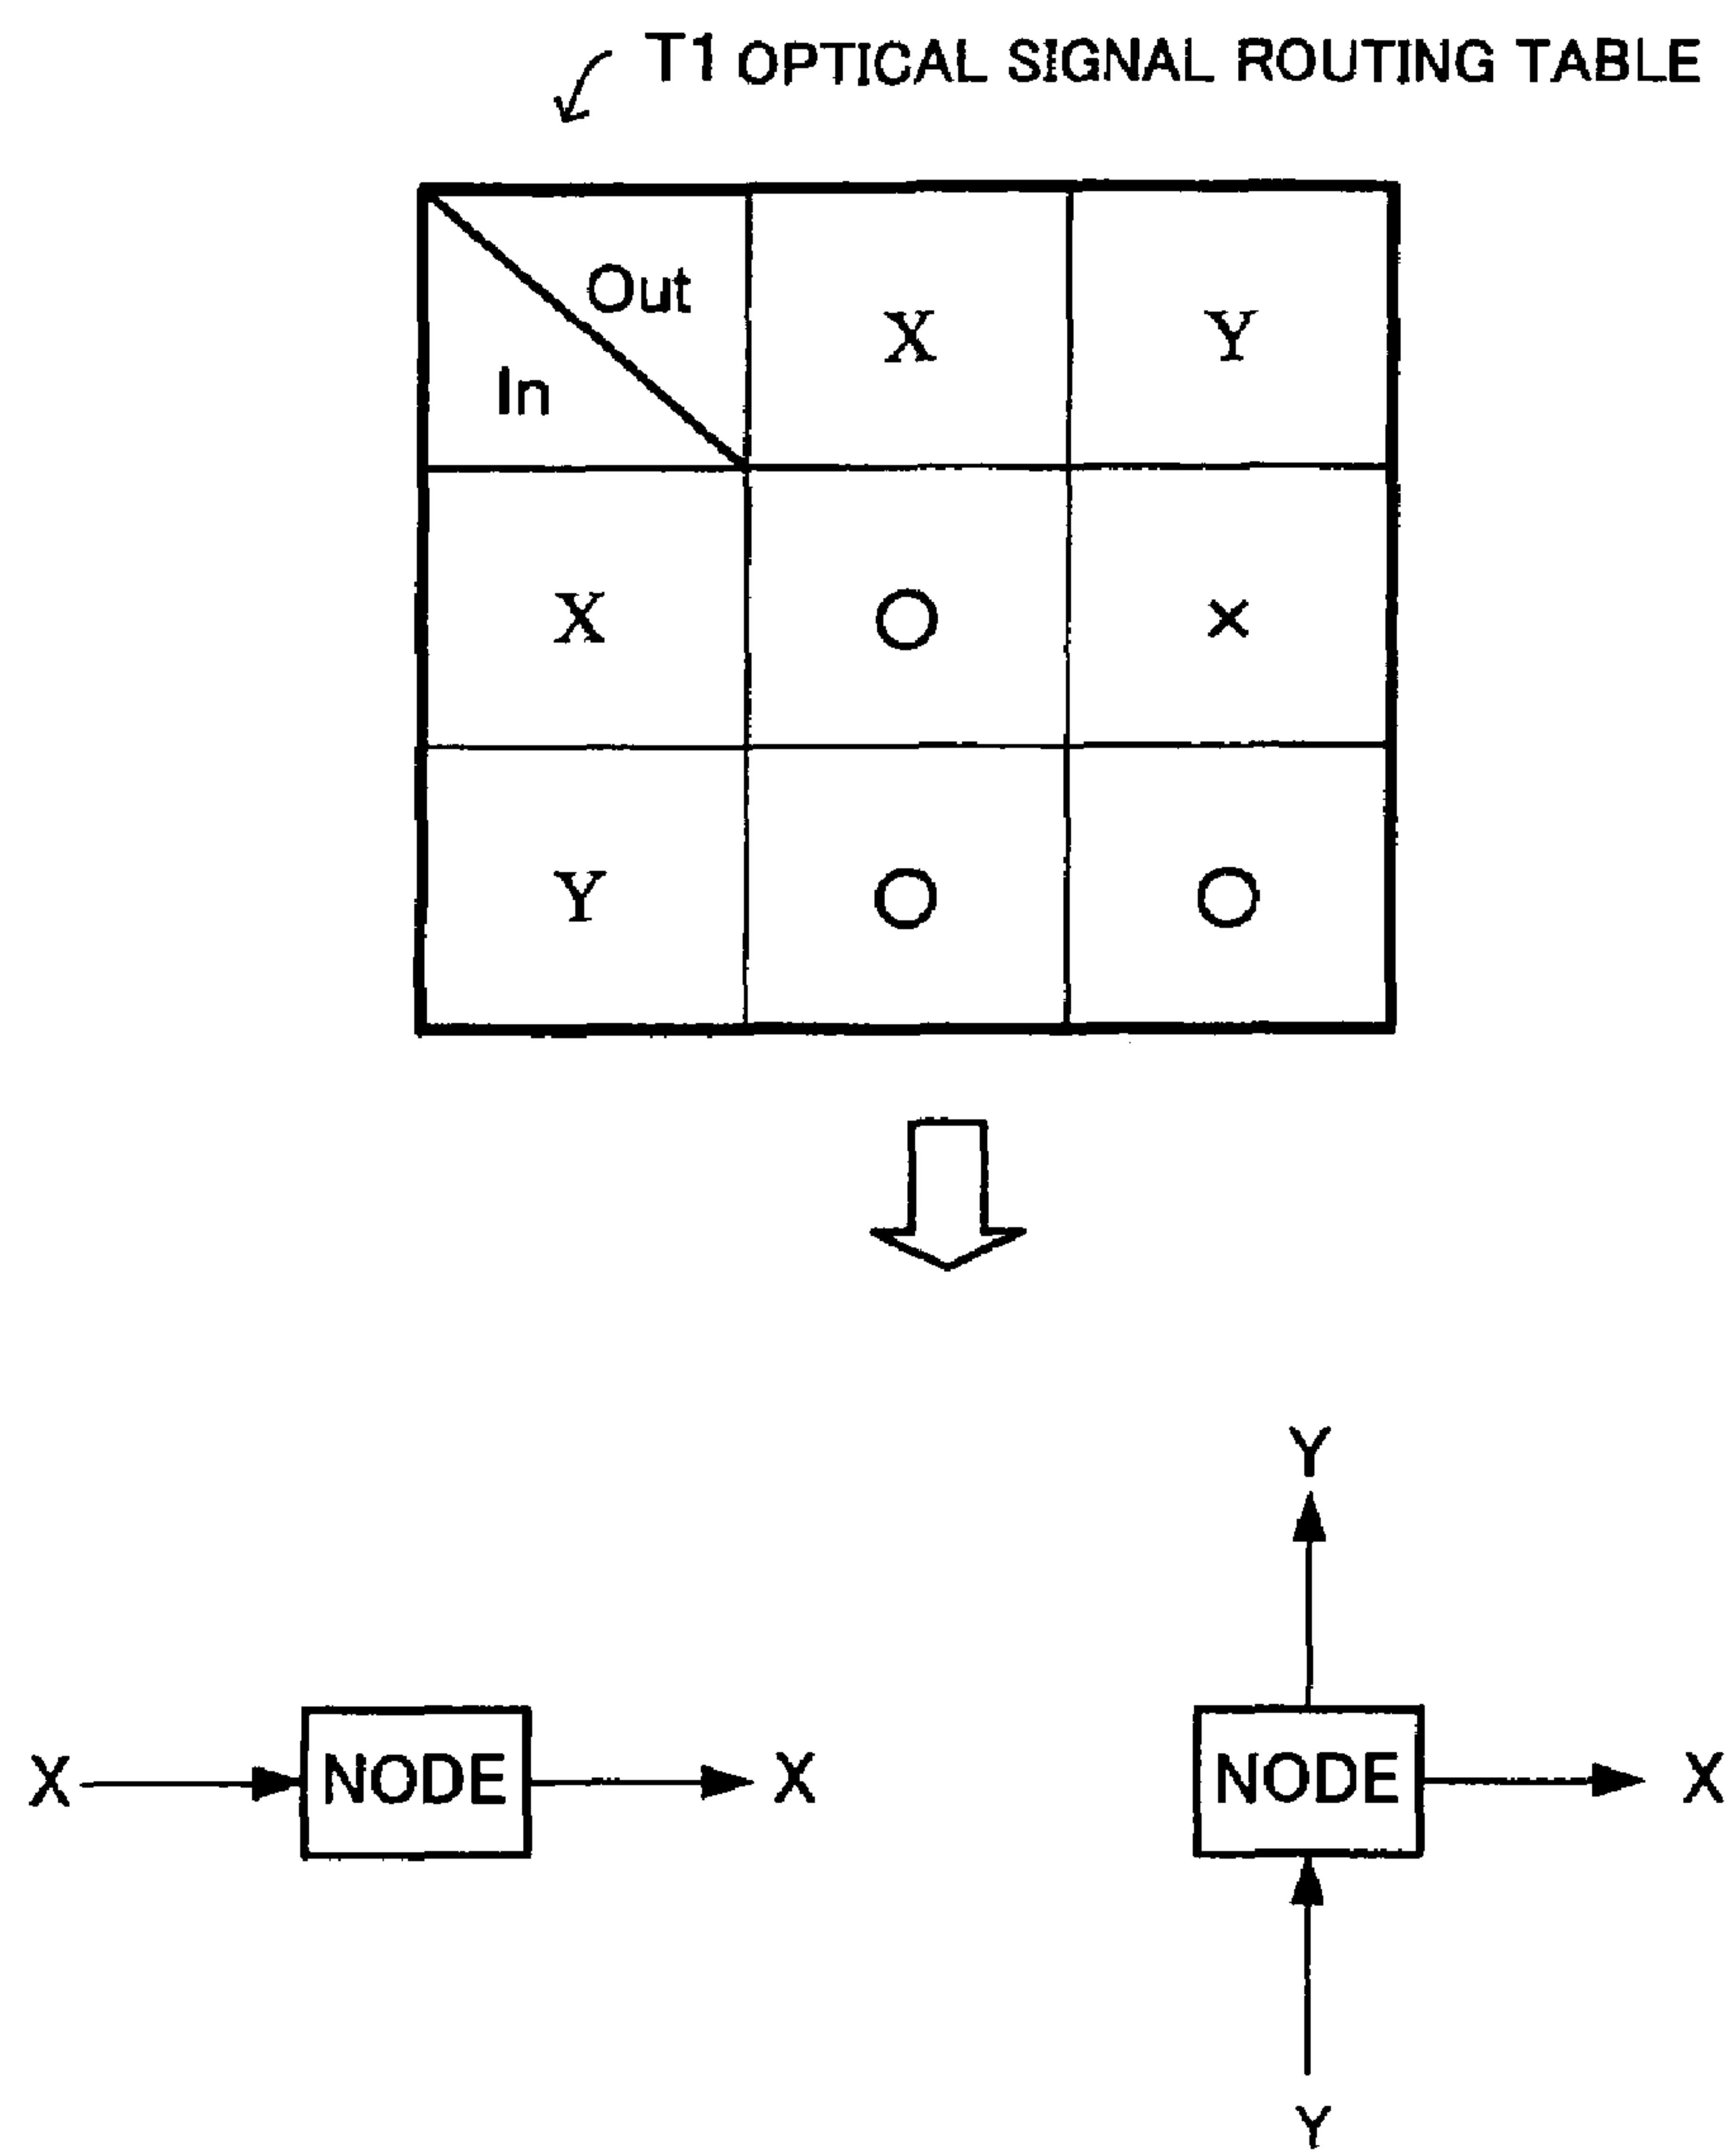 T1 OPTICAL SIGNAL ROUTING TABLE
Out
In
X Y
X ○ ×
Y ○ ○
Y
X NODE X
NODE X
Y